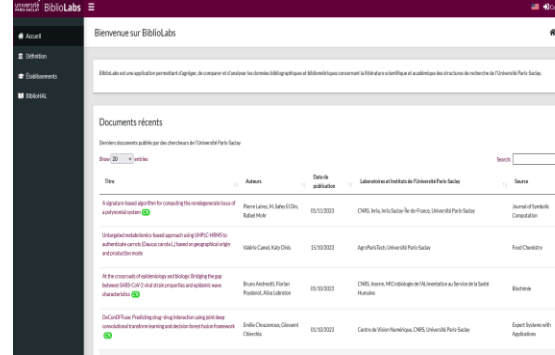 université PARIS-SACLAY BiblioLabs
Accueil
Définition
Établissements
BiblioHAL
Bienvenue sur BiblioLabs
BiblioLabs est une application permettant d'agréger, de comparer et d'analyser les données bibliographiques et bibliométriques concernant la littérature scientifique et académique des structures de recherche de l'Université Paris-Saclay.
Documents récents
Derniers documents publiés par des chercheurs de l'Université Paris-Saclay
Show 20 entries
Search:
Titre Auteurs Date de publication Laboratoires et Instituts de l'Université Paris-Saclay Source
A signature-based algorithm for computing the nondegenerate locus of
a polynomial system
Pierre Lairez, M. Safey El Din,
Rafael Mohr
01/11/2023
CNRS, Inria, Inria Saclay-Île-de-France, Université Paris-Saclay
Journal of Symbolic
Computation
Untargeted metabolomics-based approach using UHPLC-HRMS to
authenticate carrots (Daucus carota L.) based on geographical origin
and production mode
Valérie Camel, Katy Dinis
15/10/2023
AgroParisTech, Université Paris-Saclay
Food Chemistry
At the crossroads of epidemiology and biology: Bridging the gap
between SARS-CoV-2 viral strain properties and epidemic wave
characteristics
Bruno Andreotti, Florian
Poydenot, Alice Lebreton
01/10/2023
CNRS, Inserm, MICrobiologie de l'ALImentation au Service de la Santé
Humaine
Biochimie
DeConDFFuse: Predicting drug-drug interaction using joint deep
convolutional transform learning and decision forest fusion framework
Emilie Chouzenoux, Giovanni
Chierchia
01/10/2023
Centre de Vision Numérique, CNRS, Université Paris-Saclay
Expert Systems with
Applications